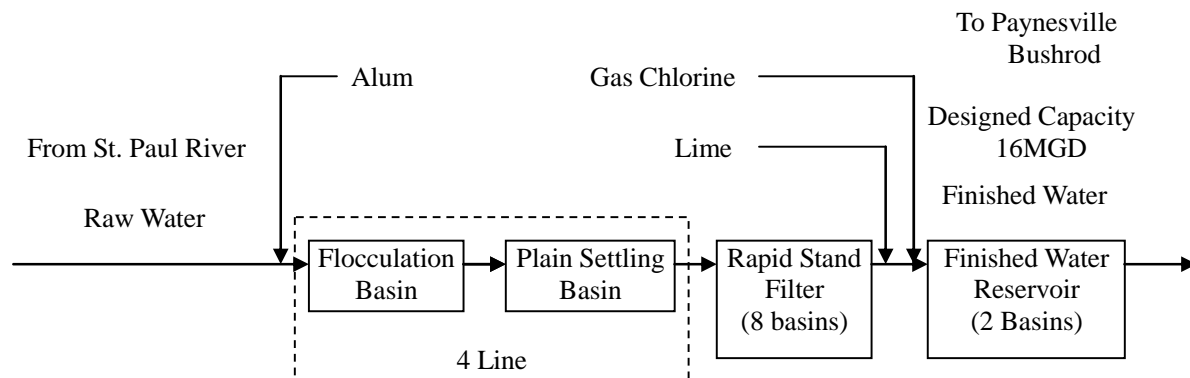 To Paynesville
Bushrod
Alum
Gas Chlorine
Designed Capacity
16MGD
From St. Paul River
Lime
Raw Water
Finished Water
Flocculation
Basin
Plain Settling
Basin
Rapid Stand
Filter
(8 basins)
Finished Water
Reservoir
(2 Basins)
4 Line